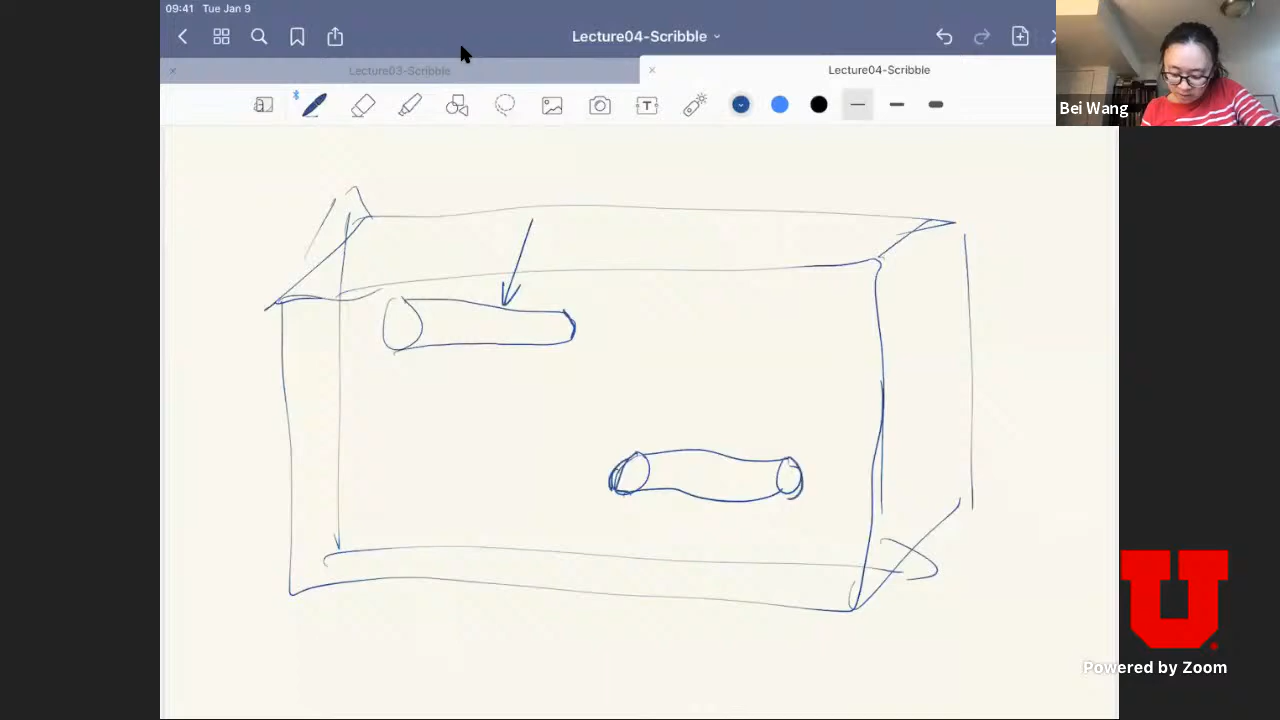 09:41 Tue Jan 9
Lecture04-Scribble
Lecture03-Scribble
Lecture04-Scribble
T
Bei Wang
U
Powered by Zoom